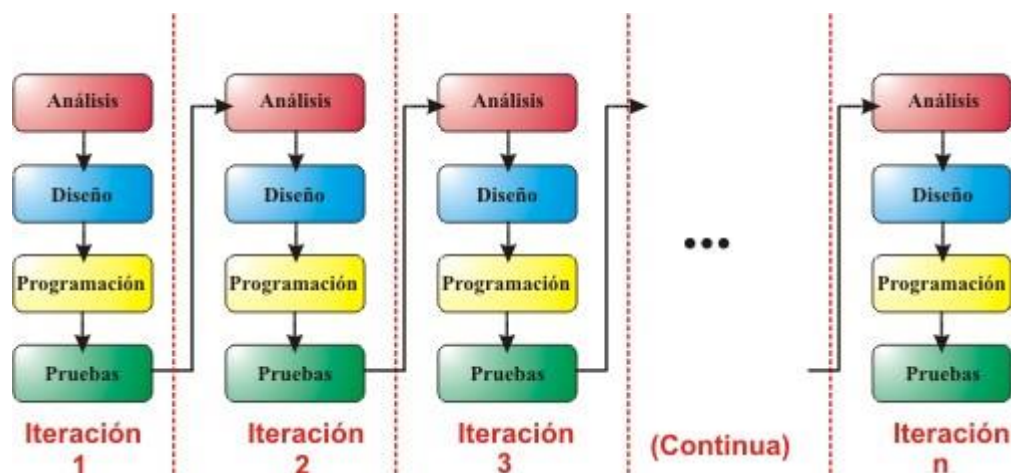 Análisis
Diseño
Programación
Pruebas
Iteración
1
Análisis
Diseño
Programación
Pruebas
Iteración
2
Análisis
Diseño
Programación
Pruebas
Iteración
3
...
(Continua)
Análisis
Diseño
Programación
Pruebas
Iteración
n